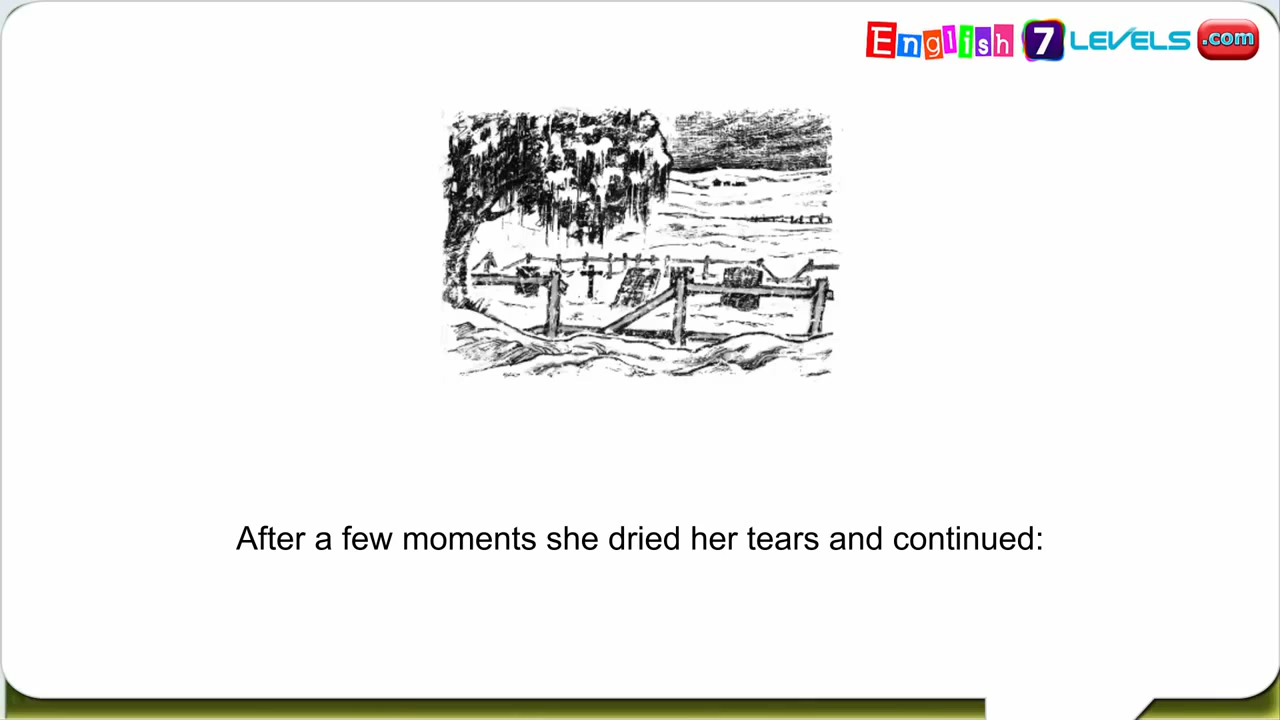 English 7 LEVELS .com
After a few moments she dried her tears and continued: